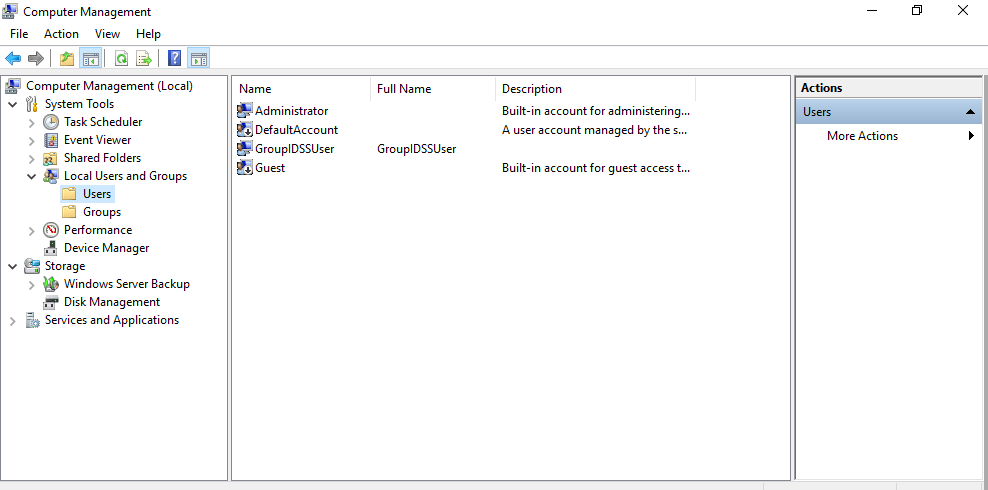 Computer Management
File Action View Help
Computer Management (Local)
System Tools
Task Scheduler
Event Viewer
Shared Folders
Local Users and Groups
Users
Groups
Performance
Device Manager
Storage
Windows Server Backup
Disk Management
Services and Applications
Name Full Name Description
Administrator Built-in account for administering...
DefaultAccount A user account managed by the s...
GroupIDSSUser GroupIDSSUser
Guest Built-in account for guest access t...
Actions
Users
More Actions